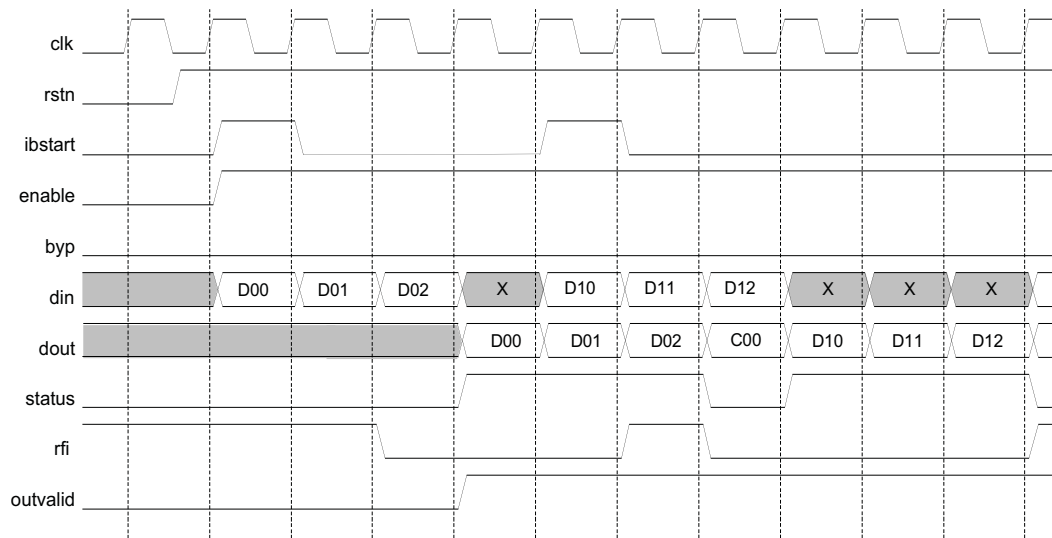 clk
rstn
ibstart
enable
byp
din D00 D01 D02 X D10 D11 D12 X X X
dout D00 D01 D02 C00 D10 D11 D12
status
rfi
outvalid